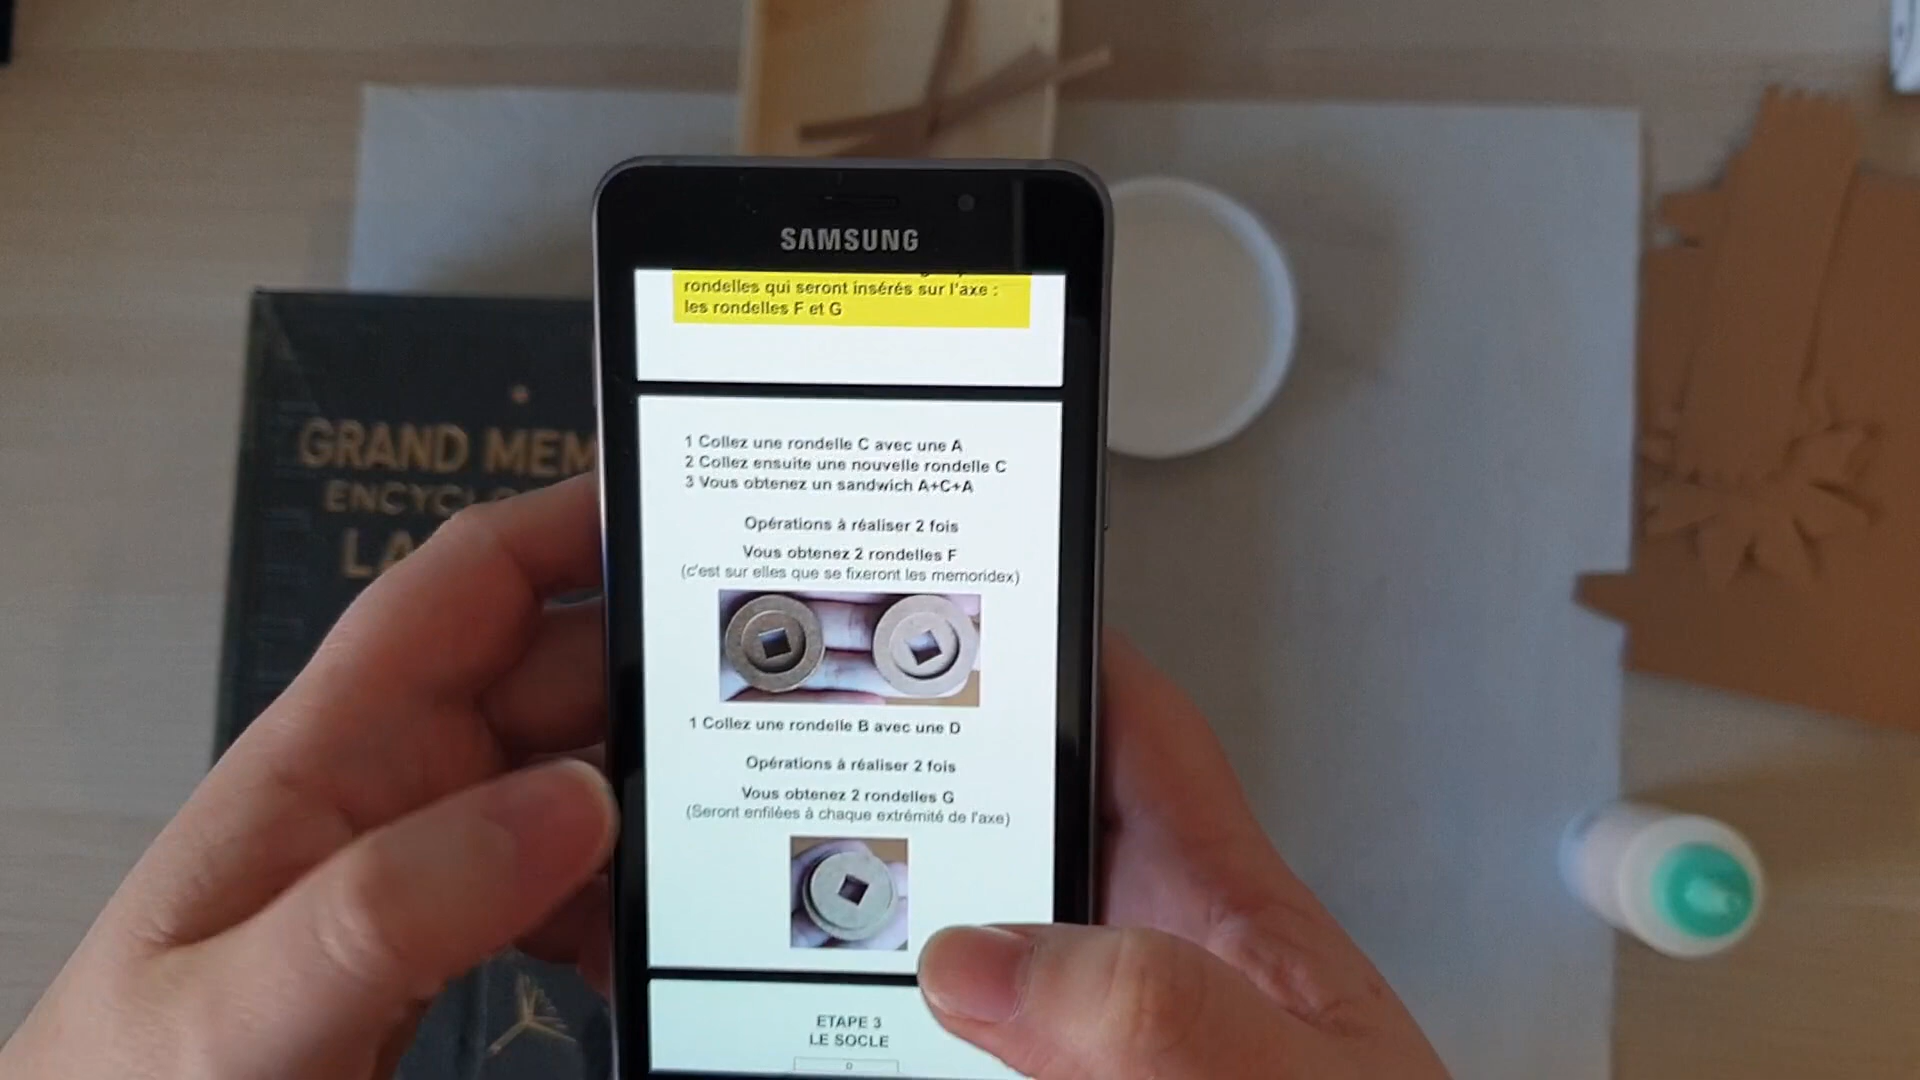 SAMSUNG
rondelles qui seront insérés sur l'axe :
les rondelles F et G
1 Collez une rondelle C avec une A
2 Collez ensuite une nouvelle rondelle C
3 Vous obtenez un sandwich A+C+A
Opérations à réaliser 2 fois
Vous obtenez 2 rondelles F
(c'est sur elles que se fixeront les memoridex)
1 Collez une rondelle B avec une D
Opérations à réaliser 2 fois
Vous obtenez 2 rondelles G
(Seront enfilées à chaque extrémité de l'axe)
ETAPE 3
LE SOCLE
GRAND MEM
ENCYCL
LA